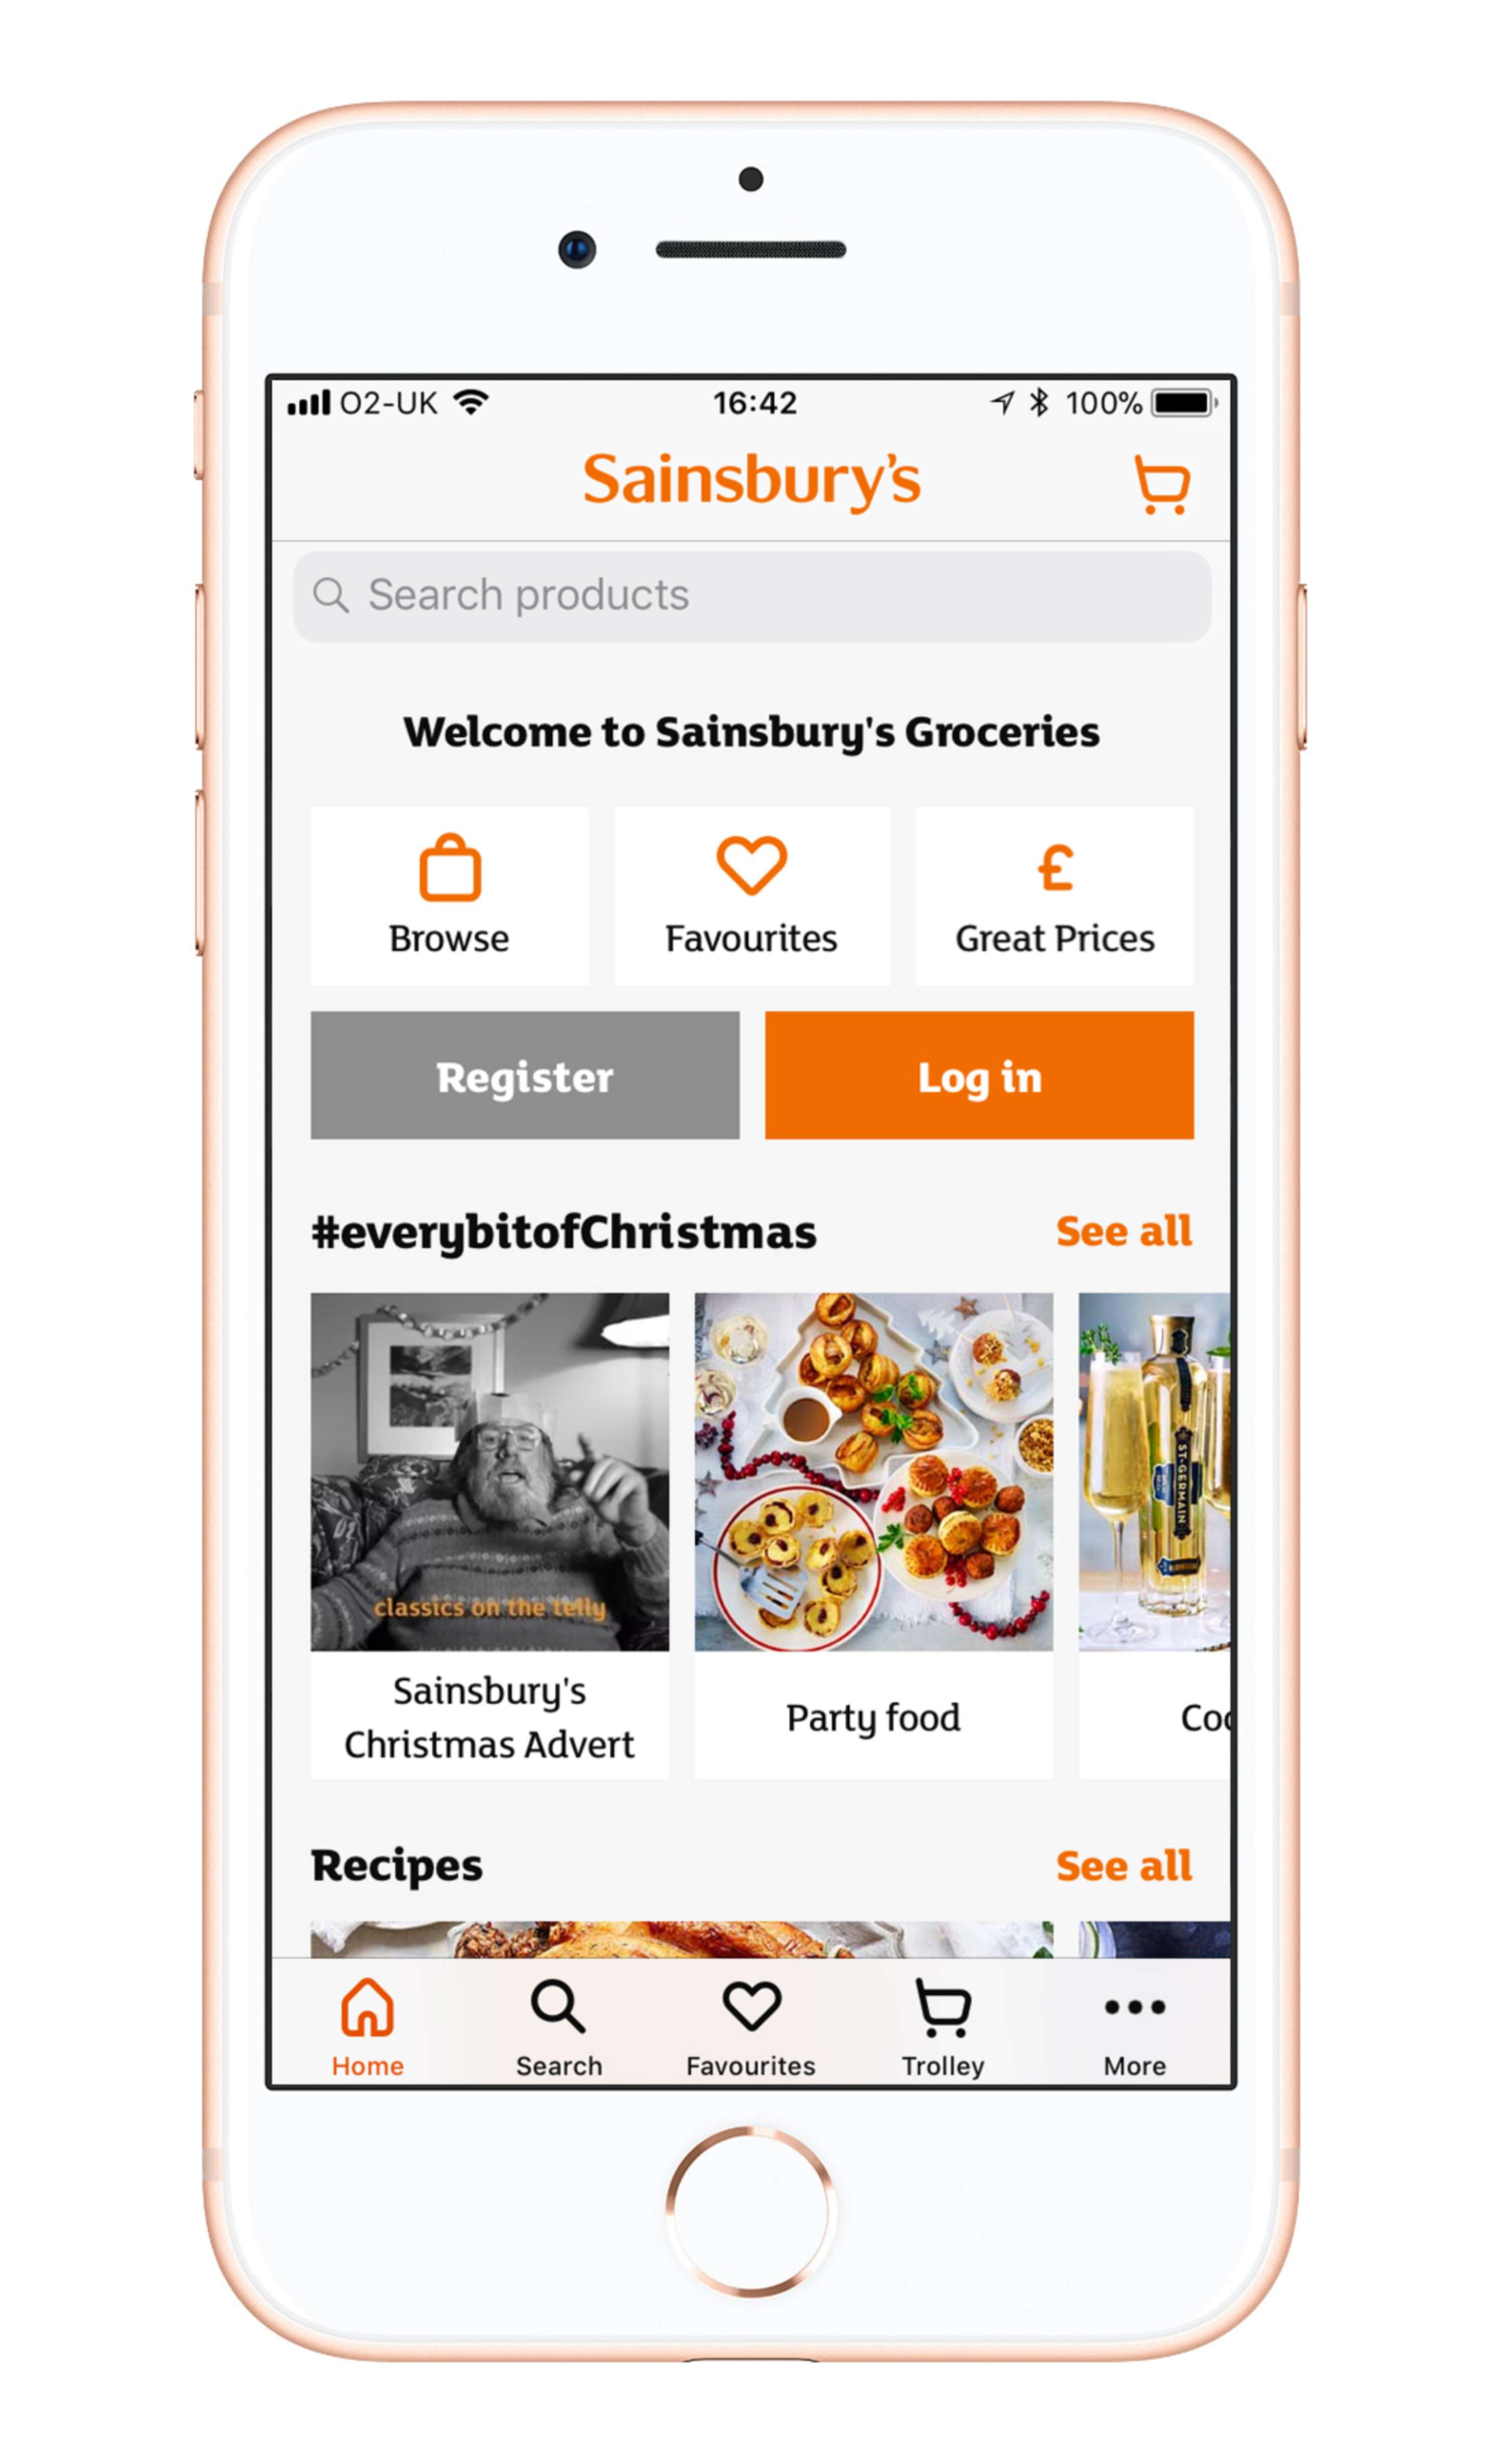 O2-UK 16:42 100%
Sainsbury's
Search products
Welcome to Sainsbury's Groceries
Browse Favourites Great Prices
Register Log in
#everybitofChristmas See all
classics on the telly
ST-GERMAIN
Sainsbury's
Christmas Advert
Party food
Recipes See all
Home Search Favourites Trolley More